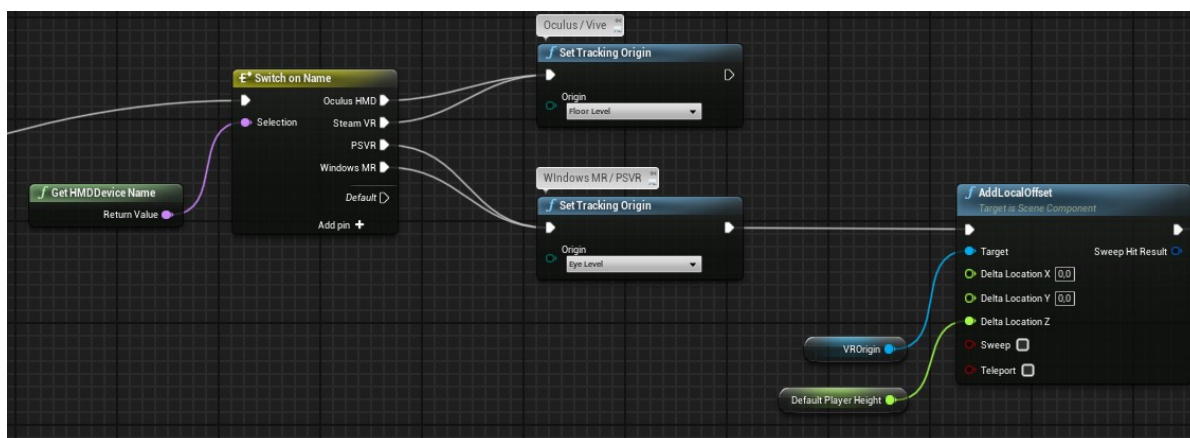 Oculus / Vive
Set Tracking Origin
Origin
Floor Level
Switch on Name
Oculus HMD
Selection
Steam VR
PSVR
Windows MR
Default
Add pin +
Get HMDDevice Name
Return Value
WIndows MR / PSVR
Set Tracking Origin
Origin
Eye Level
AddLocalOffset
Target is Scene Component
Target
Sweep Hit Result
Delta Location X 0,0
Delta Location Y 0,0
Delta Location Z
Sweep
Teleport
VROrigin
Default Player Height